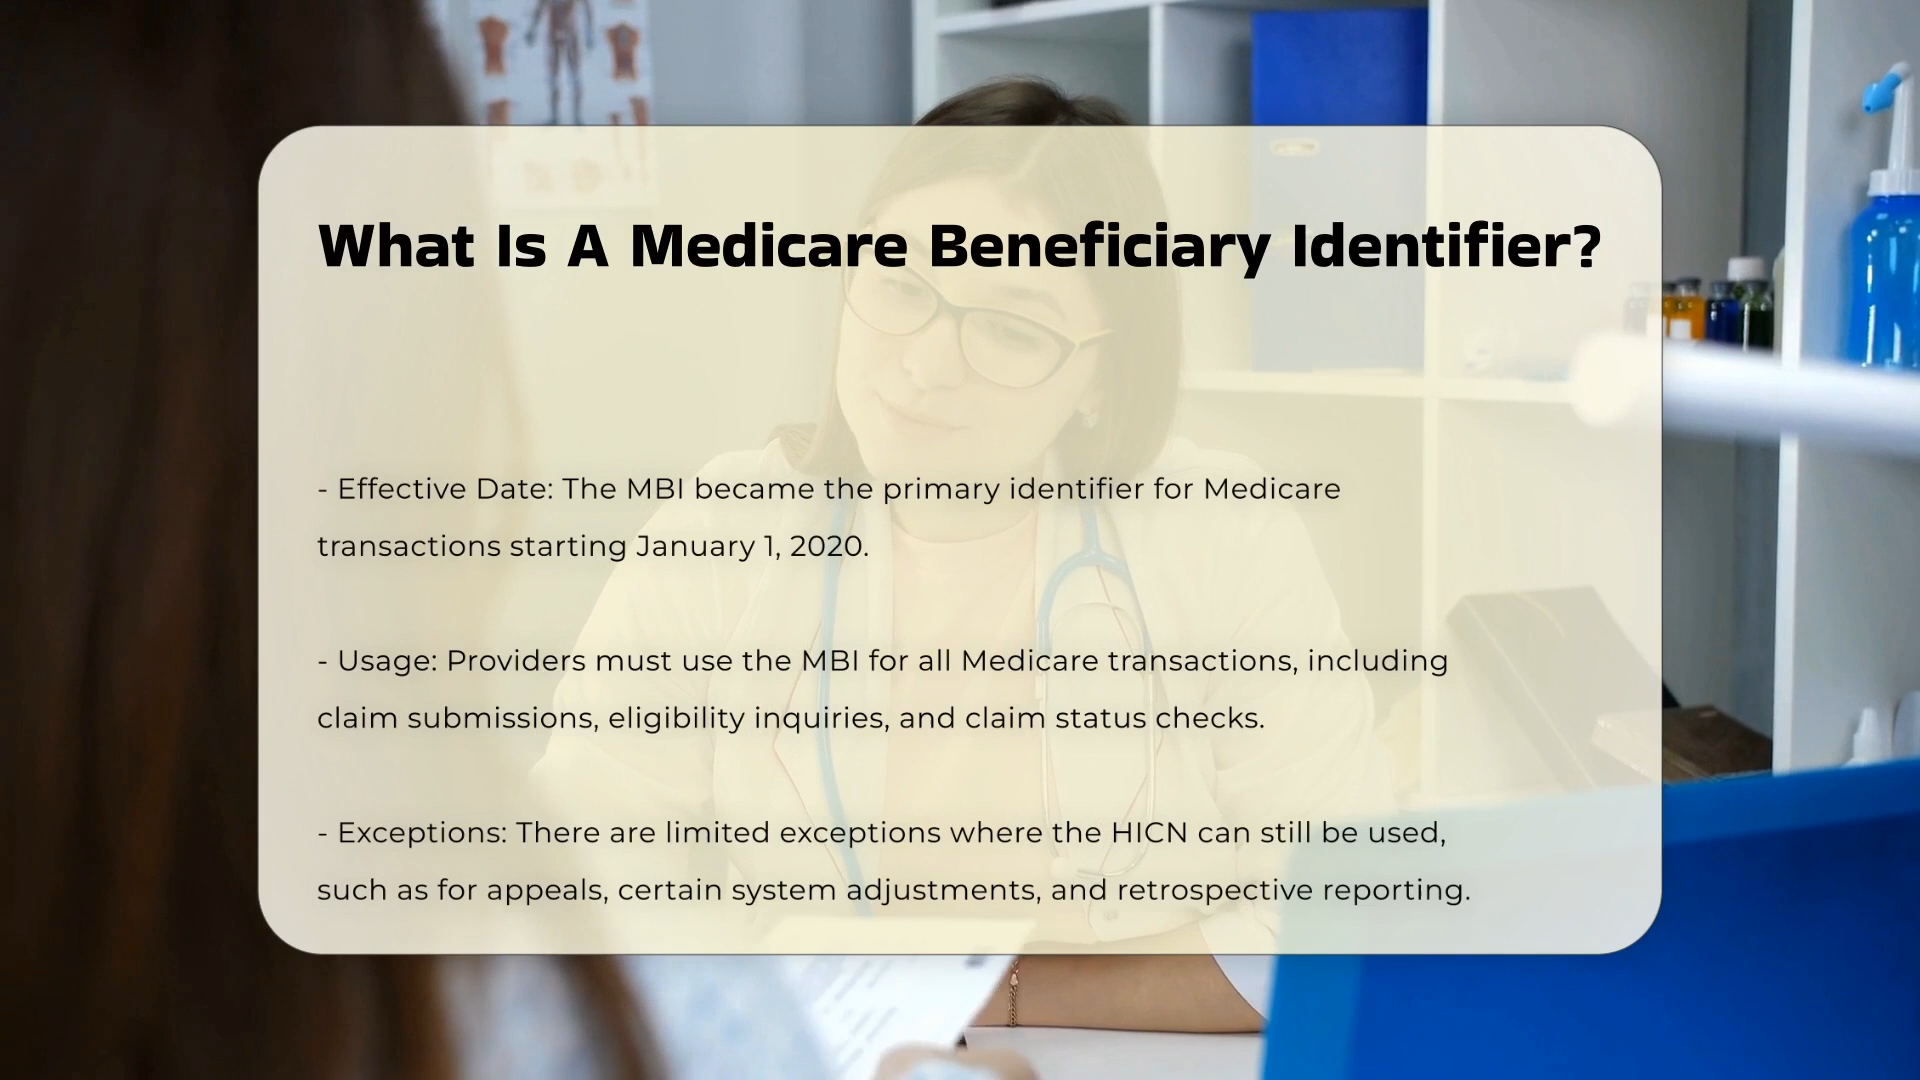 What Is A Medicare Beneficiary Identifier?
- Effective Date: The MBI became the primary identifier for Medicare
transactions starting January 1, 2020.
- Usage: Providers must use the MBI for all Medicare transactions, including
claim submissions, eligibility inquiries, and claim status checks.
- Exceptions: There are limited exceptions where the HICN can still be used,
such as for appeals, certain system adjustments, and retrospective reporting.